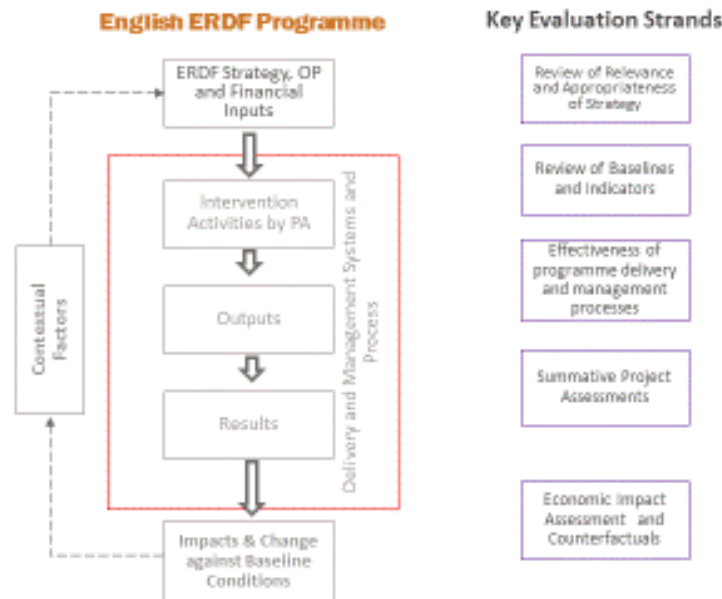 English ERDF Programme
ERDF Strategy, OP
and Financial
Inputs
Intervention
Activities by PA
Outputs
Results
Impacts & Change
against Baseline
Conditions
Delivery and Management Systems and
Process
Contextual
Factors
Key Evaluation Strands
Review of Relevance
and Appropriateness
of Strategy
Review of Baselines
and Indicators
Effectiveness of
programme delivery
and management
processes
Summative Project
Assessments
Economic Impact
Assessment and
Counterfactuals